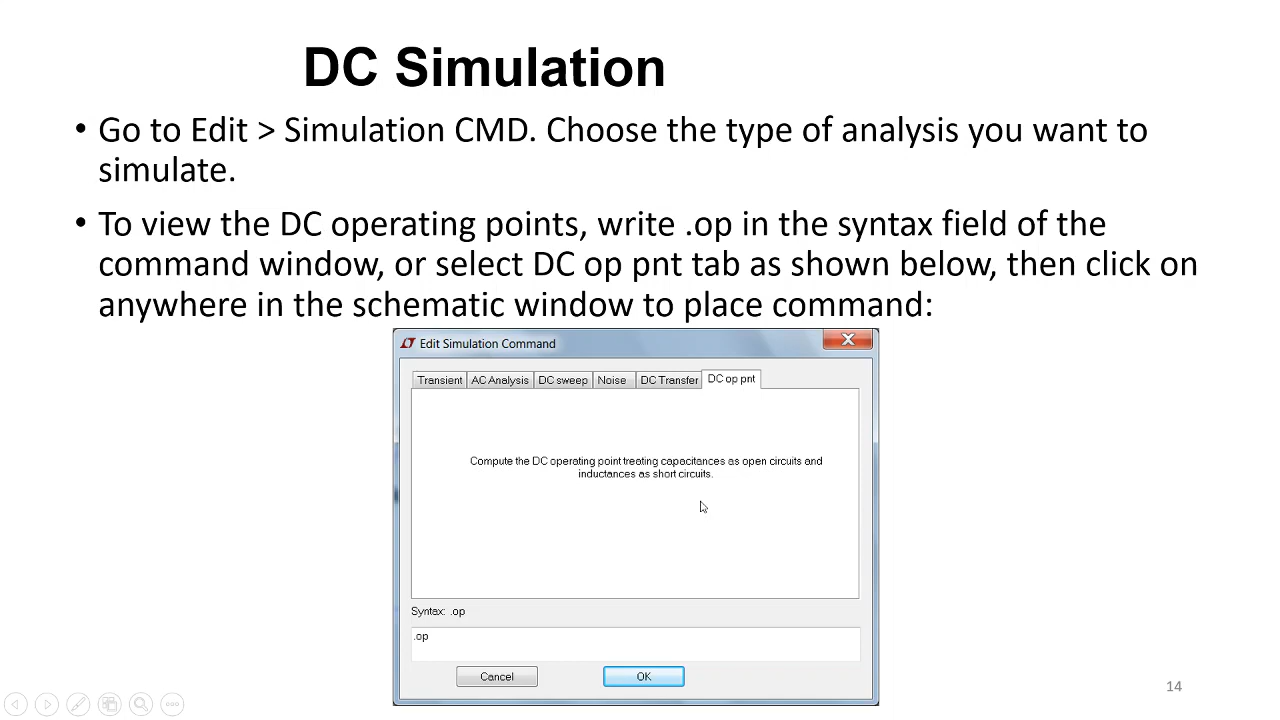 DC Simulation
• Go to Edit > Simulation CMD. Choose the type of analysis you want to
simulate.
• To view the DC operating points, write .op in the syntax field of the
command window, or select DC op pnt tab as shown below, then click on
anywhere in the schematic window to place command:
Edit Simulation Command
Transient AC Analysis DC sweep Noise DC Transfer DC op pnt
Compute the DC operating point treating capacitances as open circuits and
inductances as short circuits.
Syntax: .op
.op
Cancel OK
14